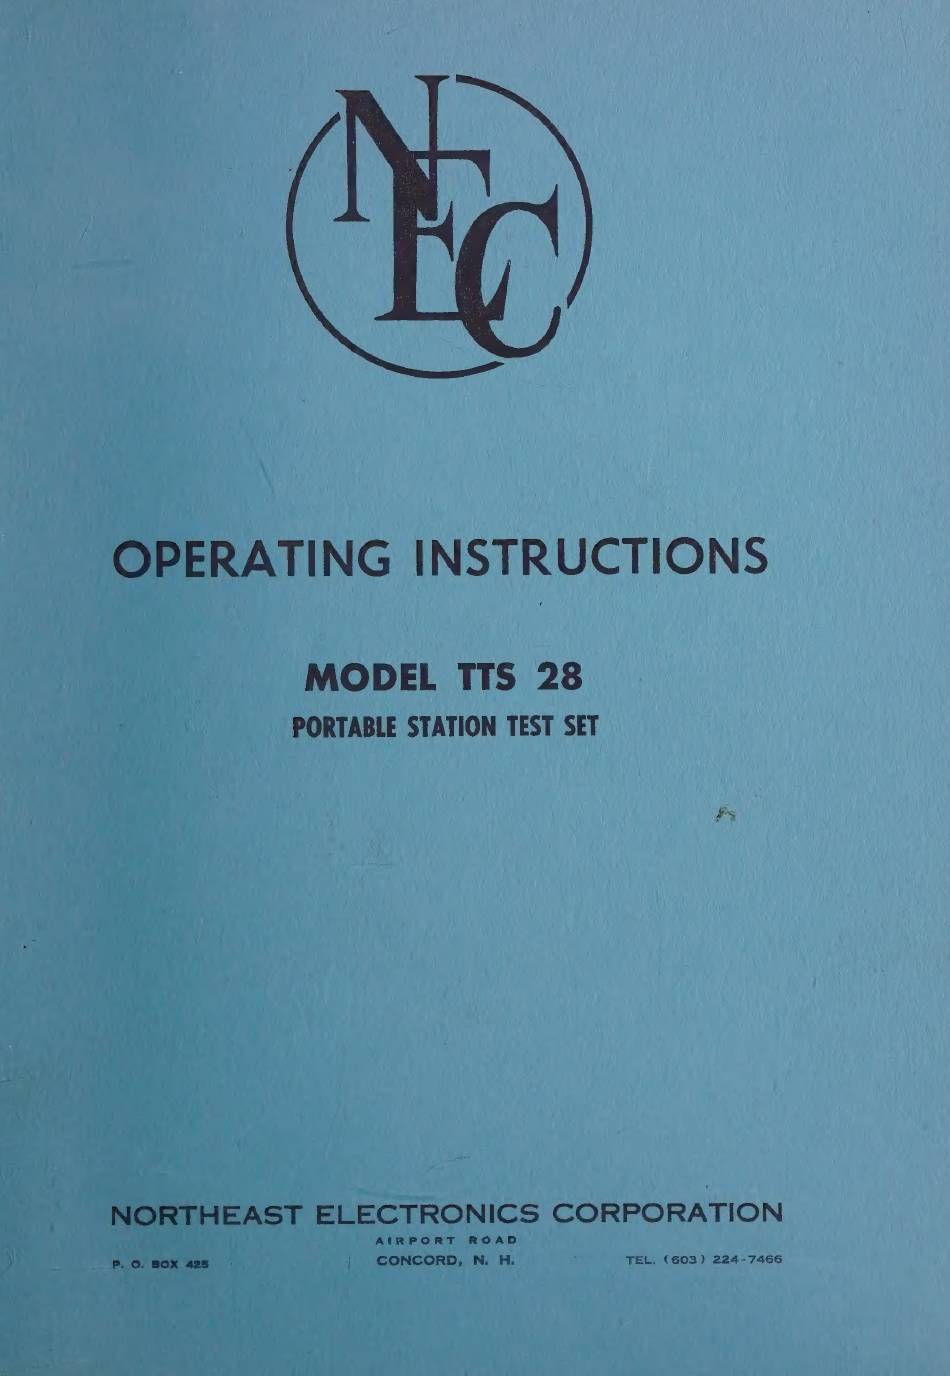 NEC
OPERATING INSTRUCTIONS
MODEL TTS 28
PORTABLE STATION TEST SET
NORTHEAST ELECTRONICS CORPORATION
AIRPORT ROAD
P. O. BOX 425 CONCORD, N. H. TEL. (603) 224-7466